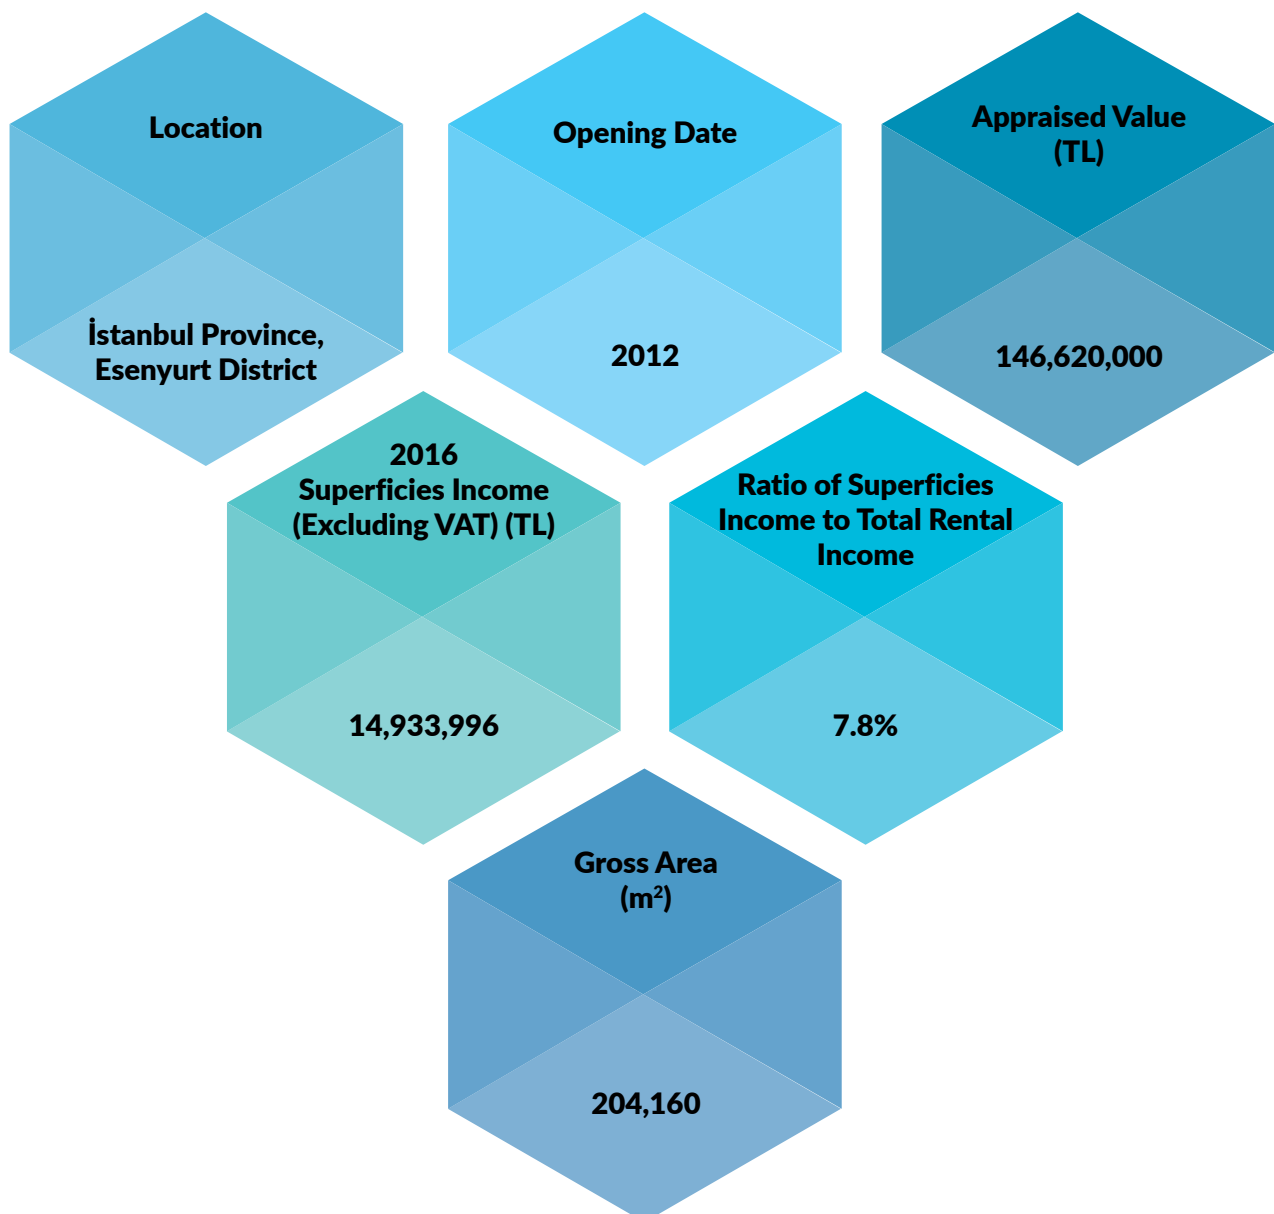 Location
İstanbul Province,
Esenyurt District
Opening Date
2012
Appraised Value
(TL)
146,620,000
2016
Superficies Income
(Excluding VAT) (TL)
14,933,996
Ratio of Superficies
Income to Total Rental
Income
7.8%
Gross Area
(m²)
204,160